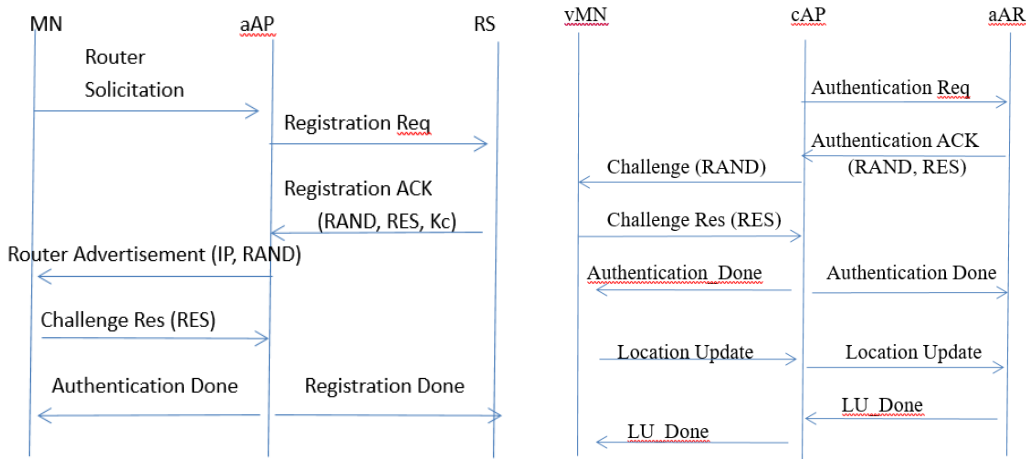 MN
aAP
RS
Router
Solicitation
Registration Req
Registration ACK
(RAND, RES, Kc)
Router Advertisement (IP, RAND)
Challenge Res (RES)
Authentication Done
Registration Done
vMN
cAP
aAR
Authentication Req
Authentication ACK
(RAND, RES)
Challenge (RAND)
Challenge Res (RES)
Authentication_Done
Authentication Done
Location Update
Location Update
LU_Done
LU_Done